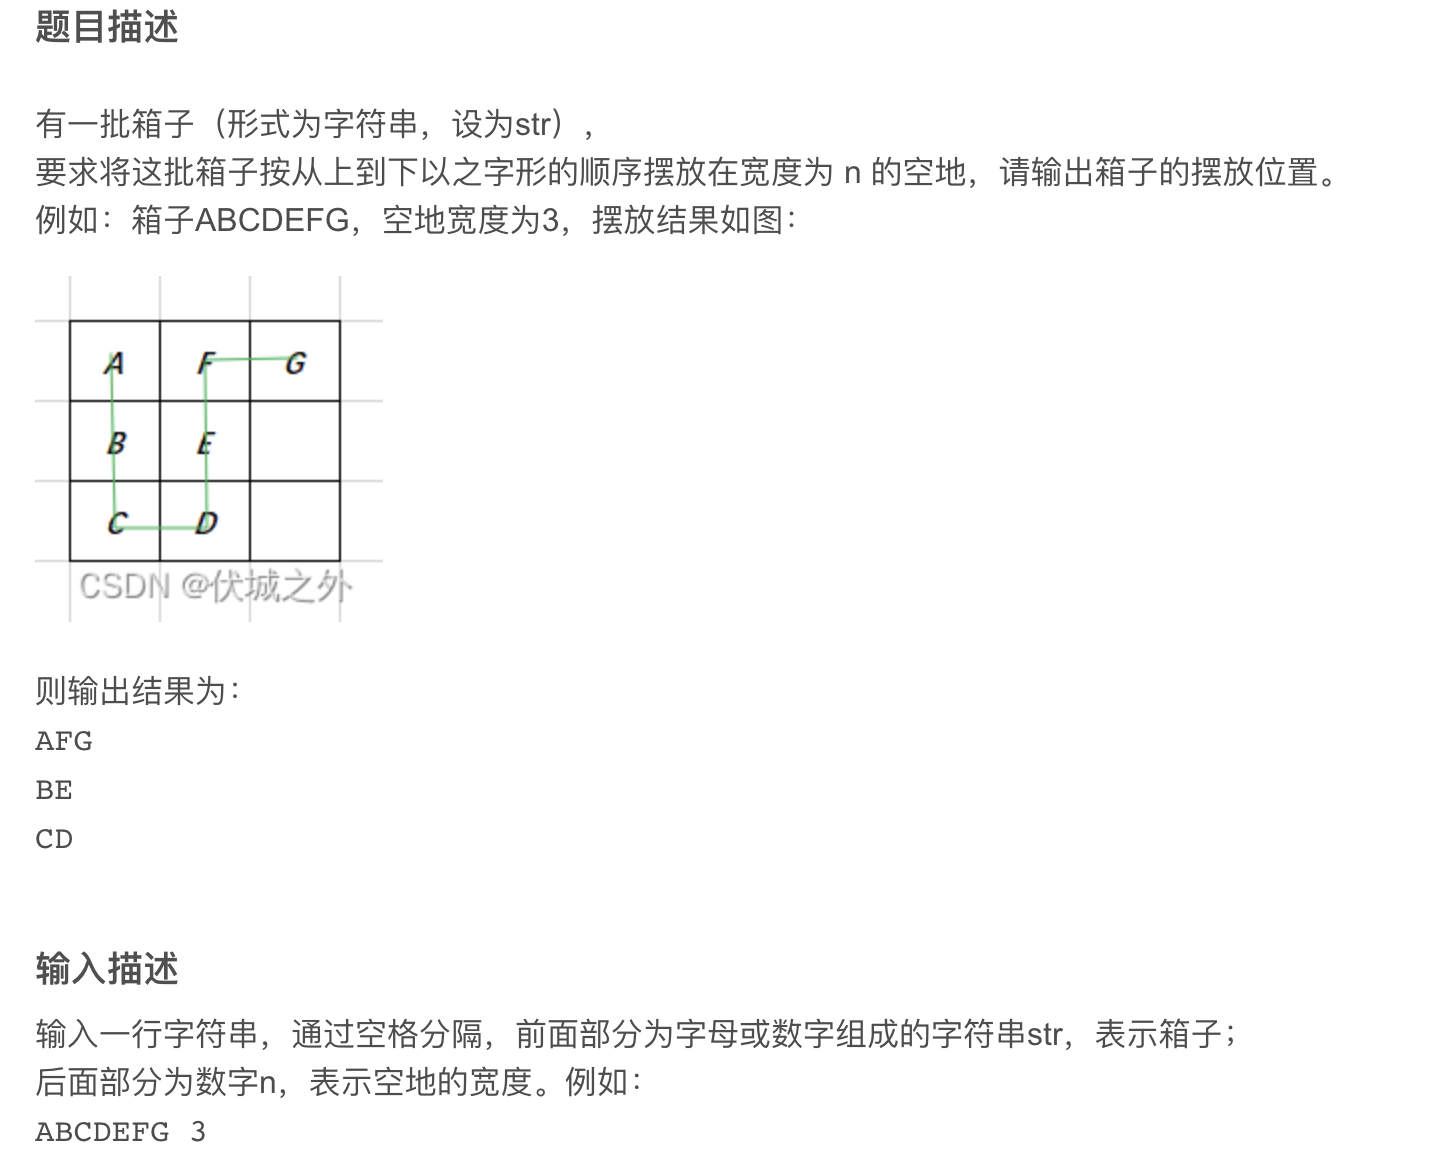 题目描述
有一批箱子（形式为字符串，设为str），
要求将这批箱子按从上到下以之字形的顺序摆放在宽度为 n 的空地，请输出箱子的摆放位置。
例如：箱子ABCDEFG，空地宽度为3，摆放结果如图：
A F G
B E
C D
CSDN @伏城之外
则输出结果为：
AFG
BE
CD
输入描述
输入一行字符串，通过空格分隔，前面部分为字母或数字组成的字符串str，表示箱子；
后面部分为数字n，表示空地的宽度。例如：
ABCDEFG 3